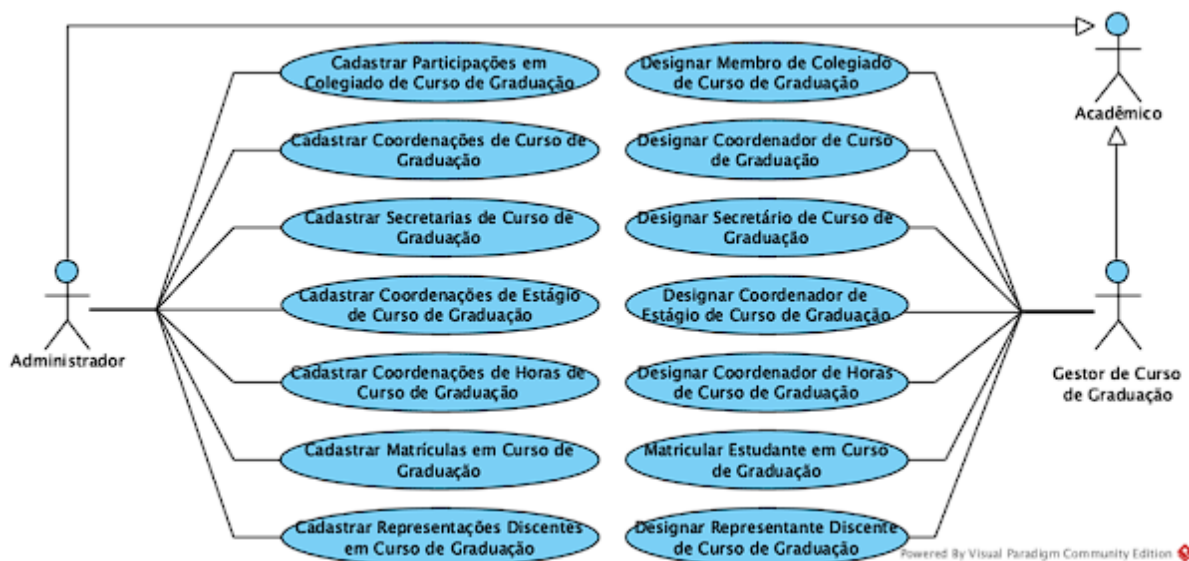 Cadastrar Participações em
Colegiado de Curso de Graduação
Designar Membro de Colegiado
de Curso de Graduação
Acadêmico
Cadastrar Coordenações de Curso de
Graduação
Designar Coordenador de Curso
de Graduação
Cadastrar Secretarias de Curso de
Graduação
Designar Secretário de Curso de
Graduação
Administrador
Cadastrar Coordenações de Estágio
de Curso de Graduação
Designar Coordenador de
Estágio de Curso de Graduação
Gestor de Curso
de Graduação
Cadastrar Coordenações de Horas de
Curso de Graduação
Designar Coordenador de Horas
de Curso de Graduação
Cadastrar Matrículas em Curso de
Graduação
Matricular Estudante em Curso
de Graduação
Cadastrar Representações Discentes
em Curso de Graduação
Designar Representante Discente
de Curso de Graduação
Powered By Visual Paradigm Community Edition